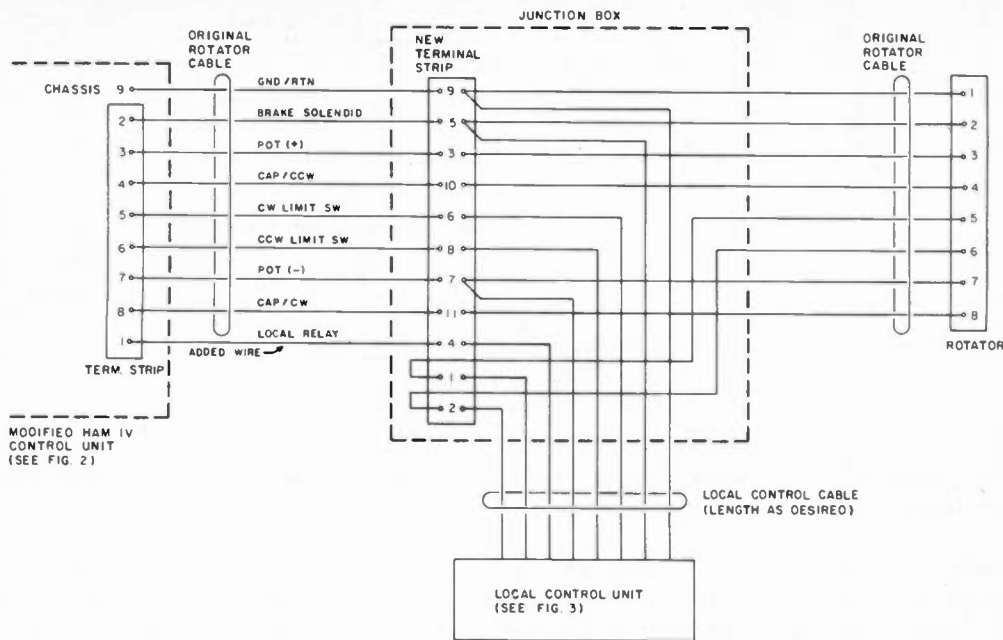 JUNCTION BOX
ORIGINAL
ROTATOR
CABLE
NEW
TERMINAL
STRIP
ORIGINAL
ROTATOR
CABLE
CHASSIS 9
GND/RTN
9
1
2
BRAKE SOLENOID
5
2
3
POT (+)
3
3
4
CAP/CCW
10
4
5
CW LIMIT SW
6
5
6
CCW LIMIT SW
8
6
7
POT (-)
7
7
8
CAP/CW
11
8
1
LOCAL RELAY
4
ADDED WIRE
1
2
TERM. STRIP
ROTATOR
MODIFIED HAM IV
CONTROL UNIT
(SEE FIG. 2)
LOCAL CONTROL CABLE
(LENGTH AS DESIRED)
LOCAL CONTROL UNIT
(SEE FIG. 3)